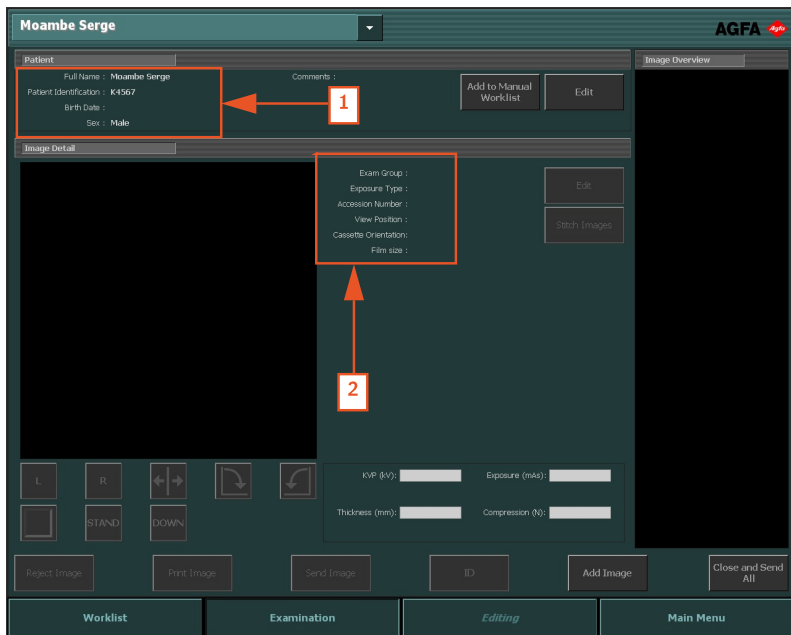 Moambe Serge
AGFA Agfa
Patient
Image Overview
Full Name : Moambe Serge
Comments :
Patient Identification : K4567
Birth Date :
Sex : Male
Add to Manual
Worklist
Edit
1
Image Detail
Exam Group :
Exposure Type :
Accession Number :
View Position :
Cassette Orientation:
Film size :
Edit
Stitch Images
2
L
R
STAND
DOWN
KVP (kV):
Exposure (mAs):
Thickness (mm):
Compression (N):
Reject Image
Print Image
Send Image
ID
Add Image
Close and Send
All
Worklist
Examination
Editing
Main Menu